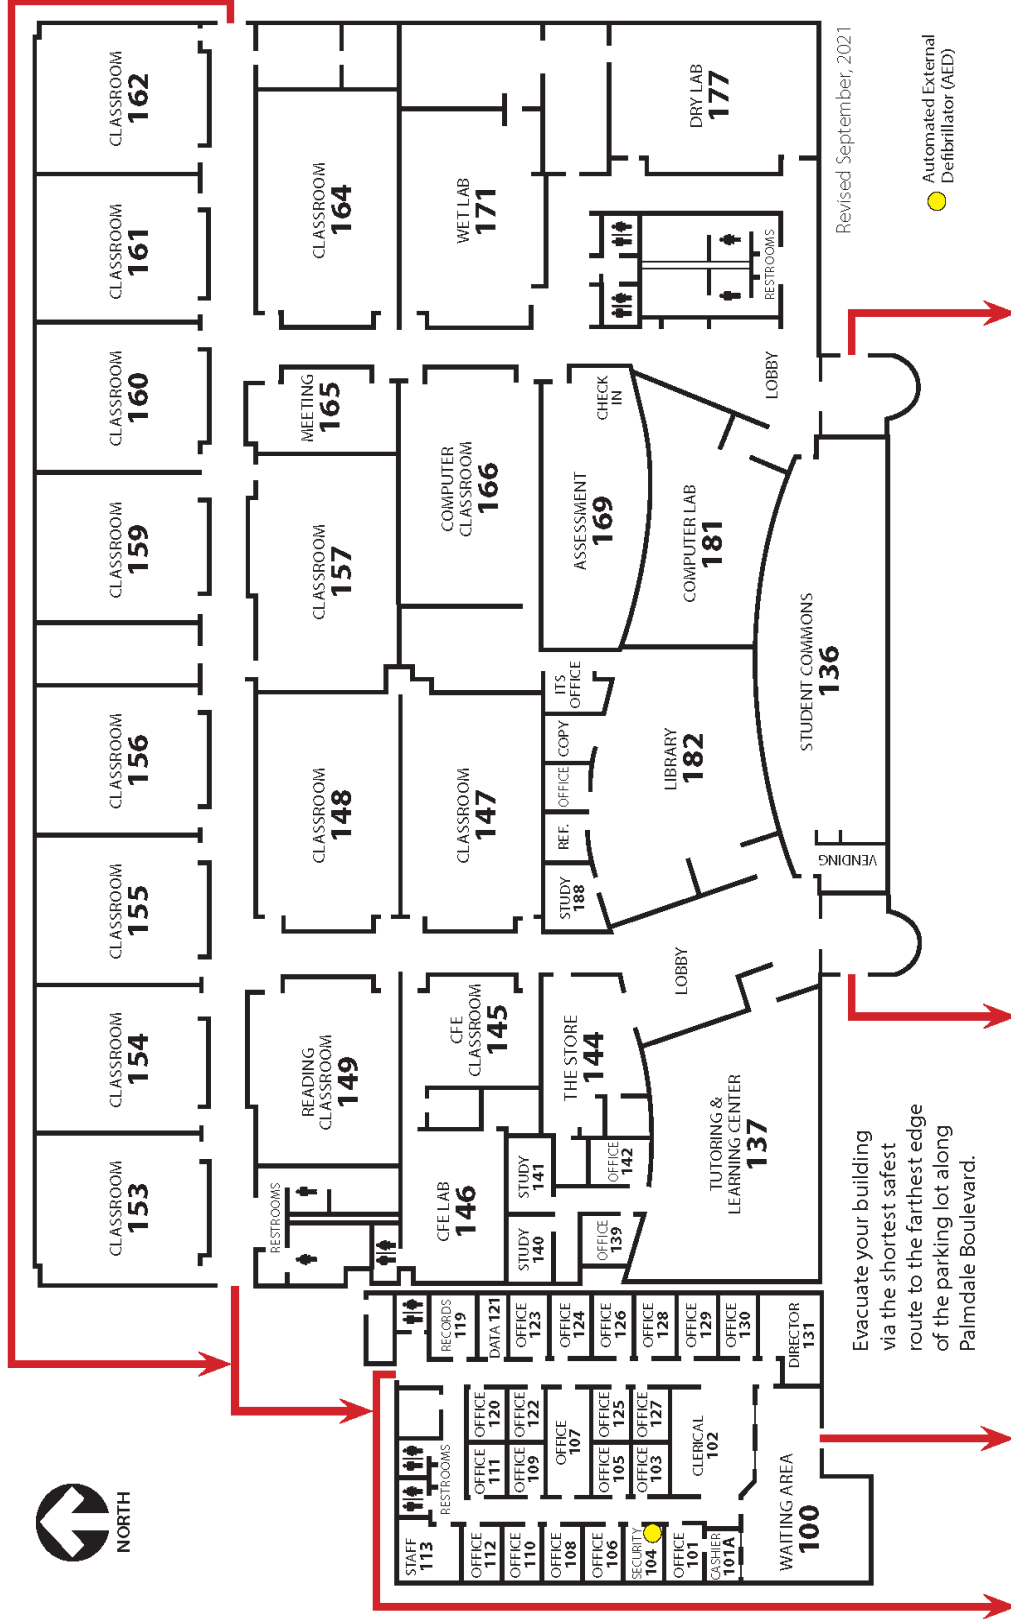 CLASSROOM
162
CLASSROOM
161
CLASSROOM
160
CLASSROOM
159
CLASSROOM
156
CLASSROOM
155
CLASSROOM
154
CLASSROOM
153
CLASSROOM
164
MEETING
165
CLASSROOM
157
CLASSROOM
148
READING
CLASSROOM
149
RESTROOMS
WET LAB
171
COMPUTER
CLASSROOM
166
CLASSROOM
147
CFE
CLASSROOM
145
CFE LAB
146
DRY LAB
177
RESTROOMS
CHECK
IN
ASSESSMENT
169
COMPUTER LAB
181
LOBBY
ITS
OFFICE
COPY
OFFICE
REF.
STUDY
188
LIBRARY
182
STUDENT COMMONS
136
VENDING
LOBBY
THE STORE
144
STUDY
141
STUDY
140
OFFICE
142
OFFICE
139
TUTORING &
LEARNING CENTER
137
RECORDS
119
DATA 121
OFFICE
123
OFFICE
124
OFFICE
126
OFFICE
128
OFFICE
129
OFFICE
130
DIRECTOR
131
OFFICE
120
OFFICE
122
OFFICE
107
OFFICE
125
OFFICE
127
OFFICE
111
OFFICE
109
OFFICE
105
OFFICE
103
CLERICAL
102
RESTROOMS
STAFF
113
OFFICE
112
OFFICE
110
OFFICE
108
OFFICE
106
SECURITY
104
OFFICE
101
CASHIER
101A
WAITING AREA
100
NORTH
Revised September, 2021
Automated External
Defibrillator (AED)
Evacuate your building
via the shortest safest
route to the farthest edge
of the parking lot along
Palmdale Boulevard.